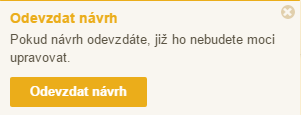 Odevzdat návrh
Pokud návrh odevzdáte, již ho nebudete moci
upravovat.
Odevzdat návrh